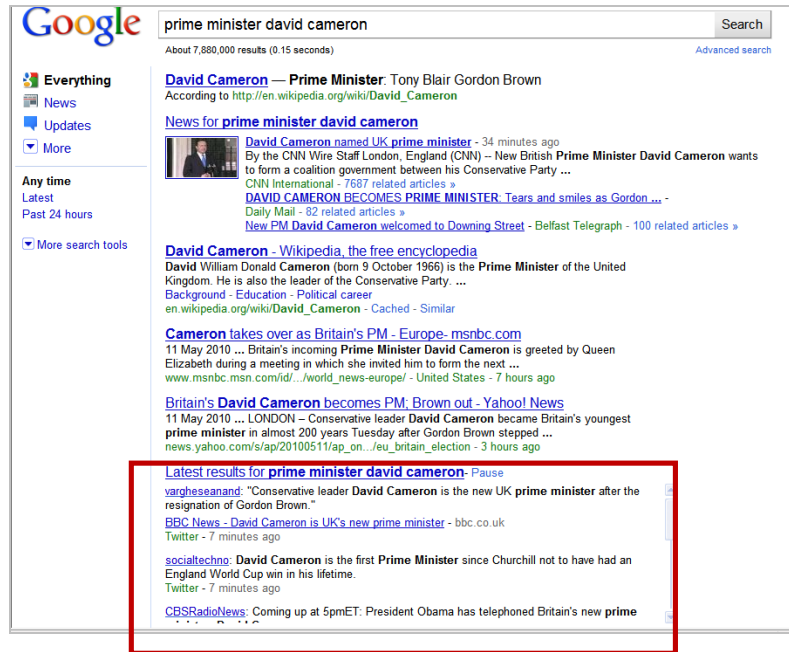 Google
prime minister david cameron
Search
About 7,880,000 results (0.15 seconds)
Advanced search
Everything
News
Updates
More
Any time
Latest
Past 24 hours
More search tools
David Cameron — Prime Minister: Tony Blair Gordon Brown
According to http://en.wikipedia.org/wiki/David_Cameron
News for prime minister david cameron
David Cameron named UK prime minister - 34 minutes ago
By the CNN Wire Staff London, England (CNN) -- New British Prime Minister David Cameron wants
to form a coalition government between his Conservative Party ...
CNN International - 7687 related articles »
DAVID CAMERON BECOMES PRIME MINISTER: Tears and smiles as Gordon ... -
Daily Mail - 82 related articles »
New PM David Cameron welcomed to Downing Street - Belfast Telegraph - 100 related articles »
David Cameron - Wikipedia, the free encyclopedia
David William Donald Cameron (born 9 October 1966) is the Prime Minister of the United
Kingdom. He is also the leader of the Conservative Party. ...
Background - Education - Political career
en.wikipedia.org/wiki/David_Cameron - Cached - Similar
Cameron takes over as Britain's PM - Europe- msnbc.com
11 May 2010 ... Britain's incoming Prime Minister David Cameron is greeted by Queen
Elizabeth during a meeting in which she invited him to form the next ...
www.msnbc.msn.com/id/.../world_news-europe/ - United States - 7 hours ago
Britain's David Cameron becomes PM; Brown out - Yahoo! News
11 May 2010 ... LONDON – Conservative leader David Cameron became Britain's youngest
prime minister in almost 200 years Tuesday after Gordon Brown stepped ...
news.yahoo.com/s/ap/20100511/ap_on.../eu_britain_election - 3 hours ago
Latest results for prime minister david cameron- Pause
vargheseanand: "Conservative leader David Cameron is the new UK prime minister after the
resignation of Gordon Brown."
BBC News - David Cameron is UK's new prime minister - bbc.co.uk
Twitter - 7 minutes ago
socialtechno: David Cameron is the first Prime Minister since Churchill not to have had an
England World Cup win in his lifetime.
Twitter - 7 minutes ago
CBSRadioNews: Coming up at 5pmET: President Obama has telephoned Britain's new prime